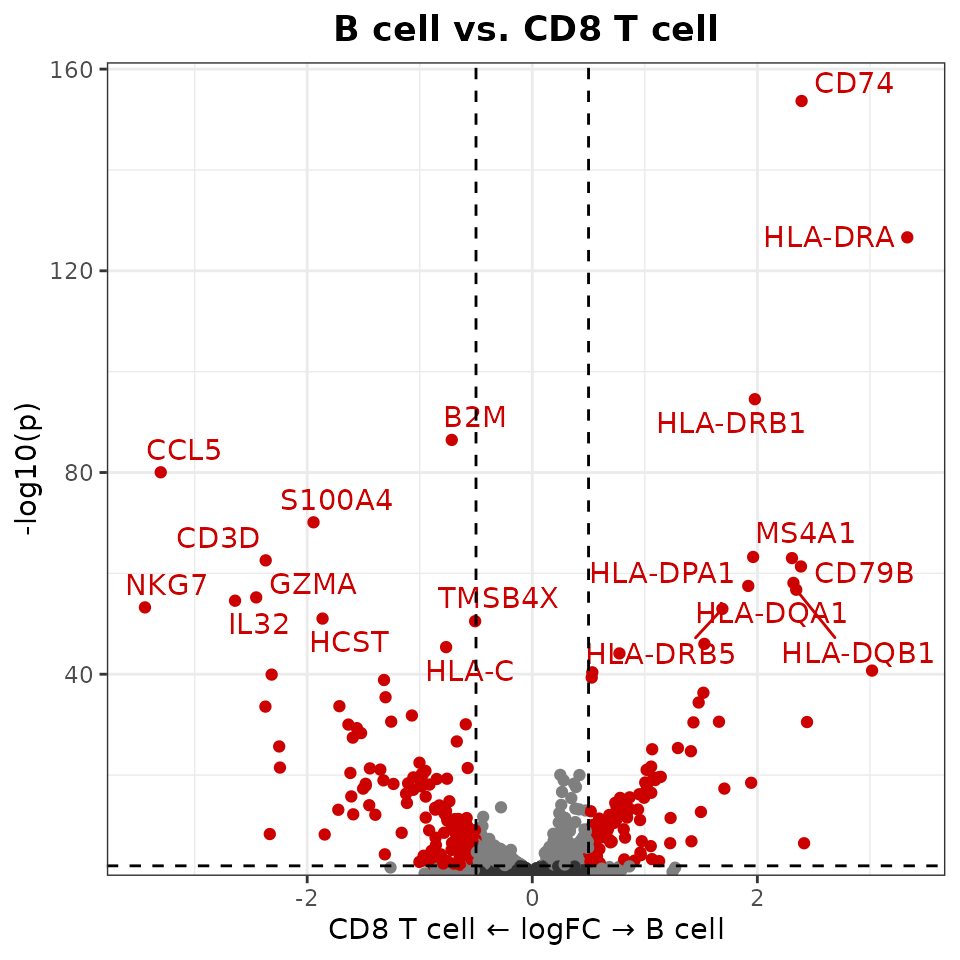 B cell vs. CD8 T cell
160
CD74
HLA-DRA
120
B2M
HLA-DRB1
CCL5
80
S100A4
CD3D
MS4A1
NKG7
GZMA
HLA-DPA1
CD79B
TMSB4X
IL32
HLA-DQA1
HCST
HLA-DRB5
HLA-DQB1
HLA-C
40
-log10(p)
-2
0
2
CD8 T cell ← logFC → B cell